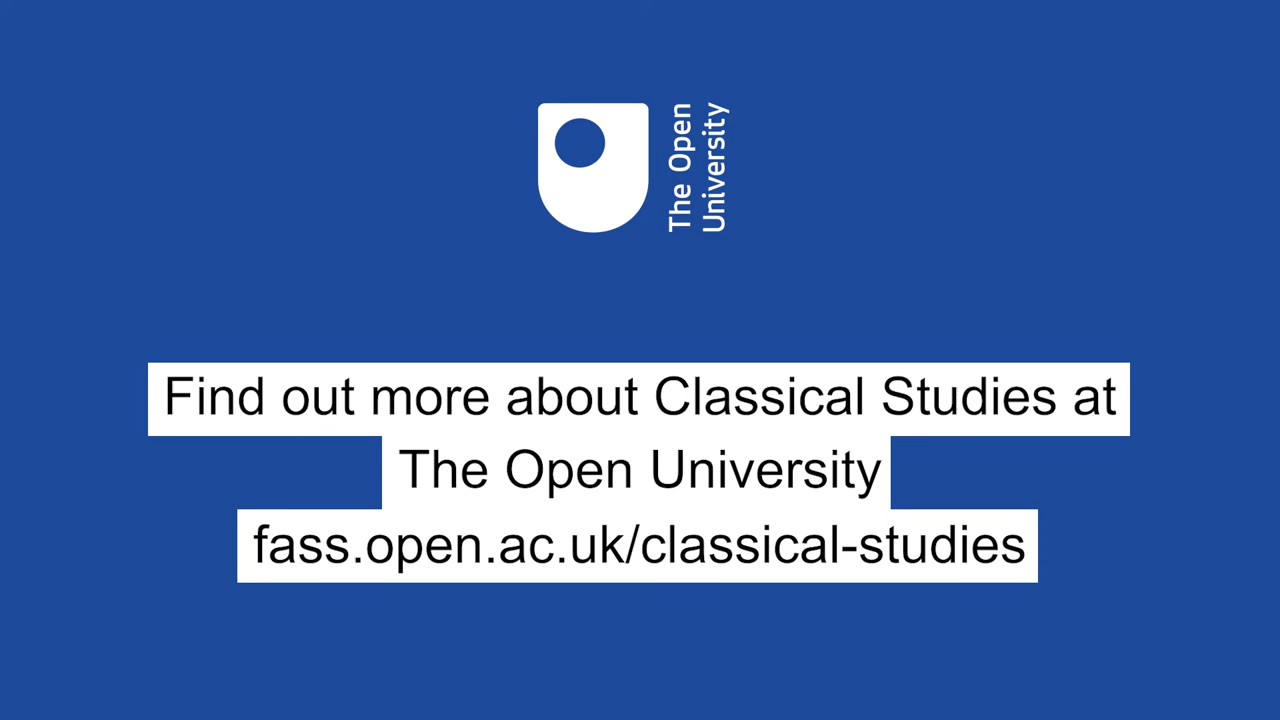 The Open
University
Find out more about Classical Studies at
The Open University
fass.open.ac.uk/classical-studies